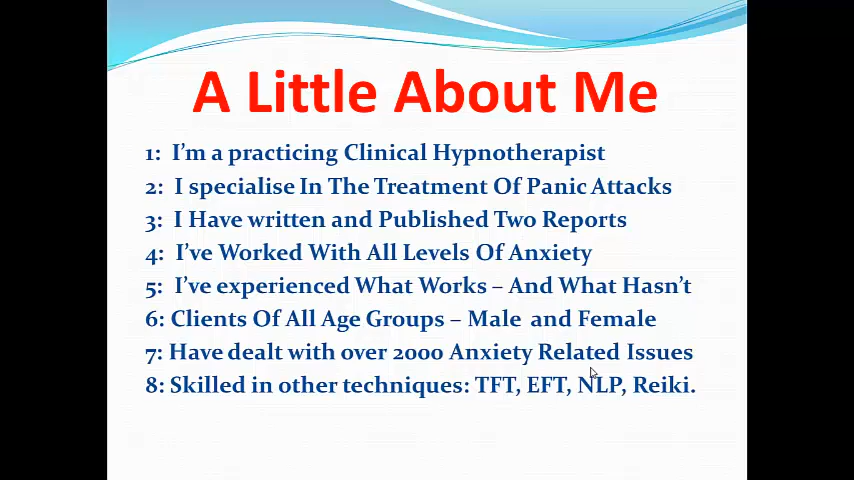 A Little About Me
1: I'm a practicing Clinical Hypnotherapist
2: I specialise In The Treatment Of Panic Attacks
3: I Have written and Published Two Reports
4: I've Worked With All Levels Of Anxiety
5: I've experienced What Works – And What Hasn't
6: Clients Of All Age Groups – Male and Female
7: Have dealt with over 2000 Anxiety Related Issues
8: Skilled in other techniques: TFT, EFT, NLP, Reiki.